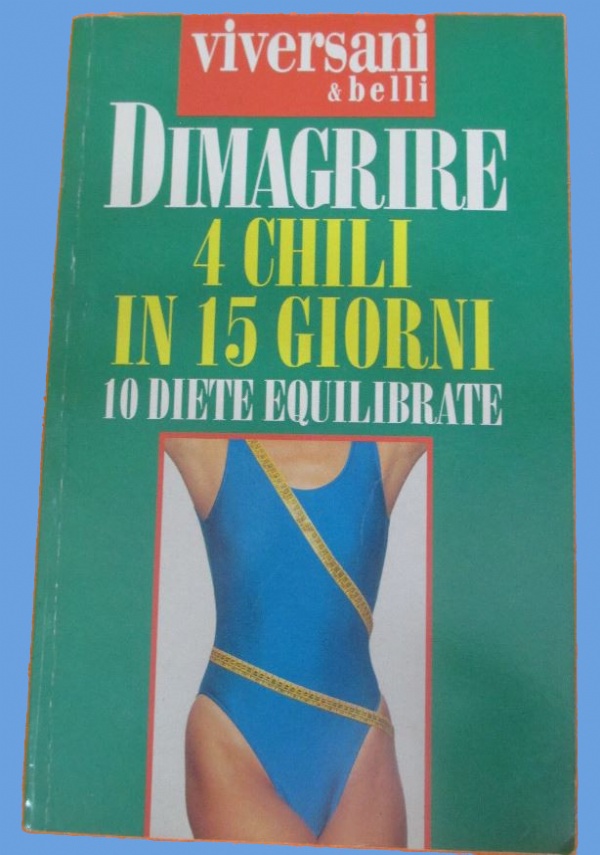 viversani
& belli
DIMAGRIRE
4 CHILI
IN 15 GIORNI
10 DIETE EQUILIBRATE